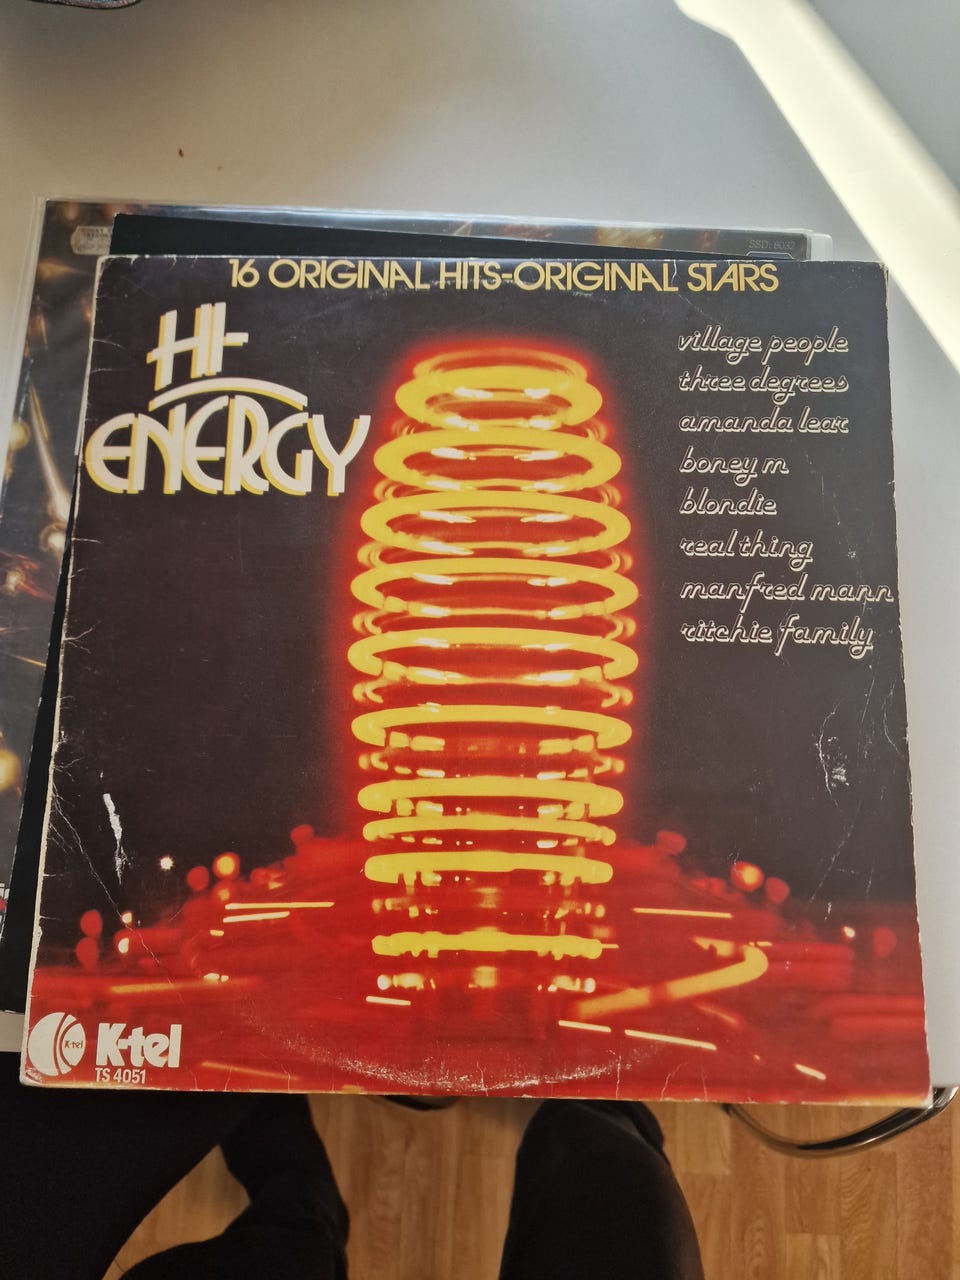 SSD: 8032
16 ORIGINAL HITS-ORIGINAL STARS
HI-
ENERGY
village people
three degrees
amanda lear
boney m
blondie
real thing
manfred mann
ritchie family
K-tel
K-tel
TS 4051